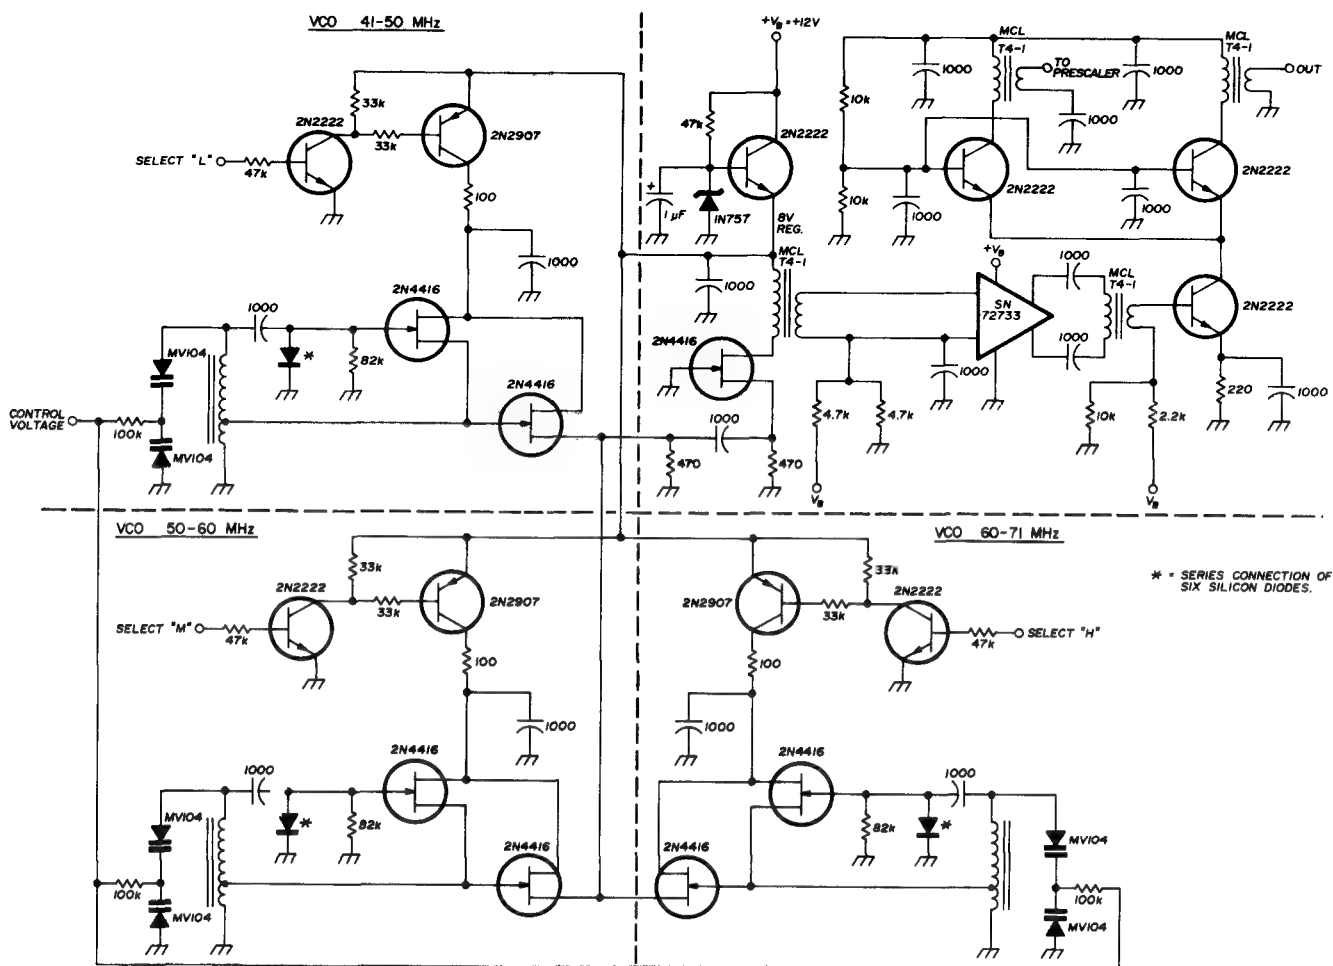 VCO 41-50 MHz
33k
2N2222
33k
2N2907
SELECT "L"
47k
100
1000
2N4416
1000
MV104
*
82k
2N4416
CONTROL VOLTAGE
100k
MV104
+VB = +12V
47k
2N2222
+
1 µF
1N757
8V REG.
MCL T4-1
1000
2N4416
1000
470
470
10k
1000
MCL T4-1
TO PRESCALER
1000
1000
MCL T4-1
OUT
10k
1000
2N2222
1000
2N2222
+VB
SN 72733
1000
1000
MCL T4-1
2N2222
1000
4.7k
4.7k
VB
10k
2.2k
VB
220
1000
VCO 50-60 MHz
33k
2N2222
33k
2N2907
SELECT "M"
47k
100
1000
2N4416
1000
MV104
*
82k
2N4416
100k
MV104
VCO 60-71 MHz
33k
2N2907
33k
2N2222
47k
SELECT "H"
100
1000
2N4416
1000
82k
*
MV104
2N4416
100k
MV104
* = SERIES CONNECTION OF
SIX SILICON DIODES.